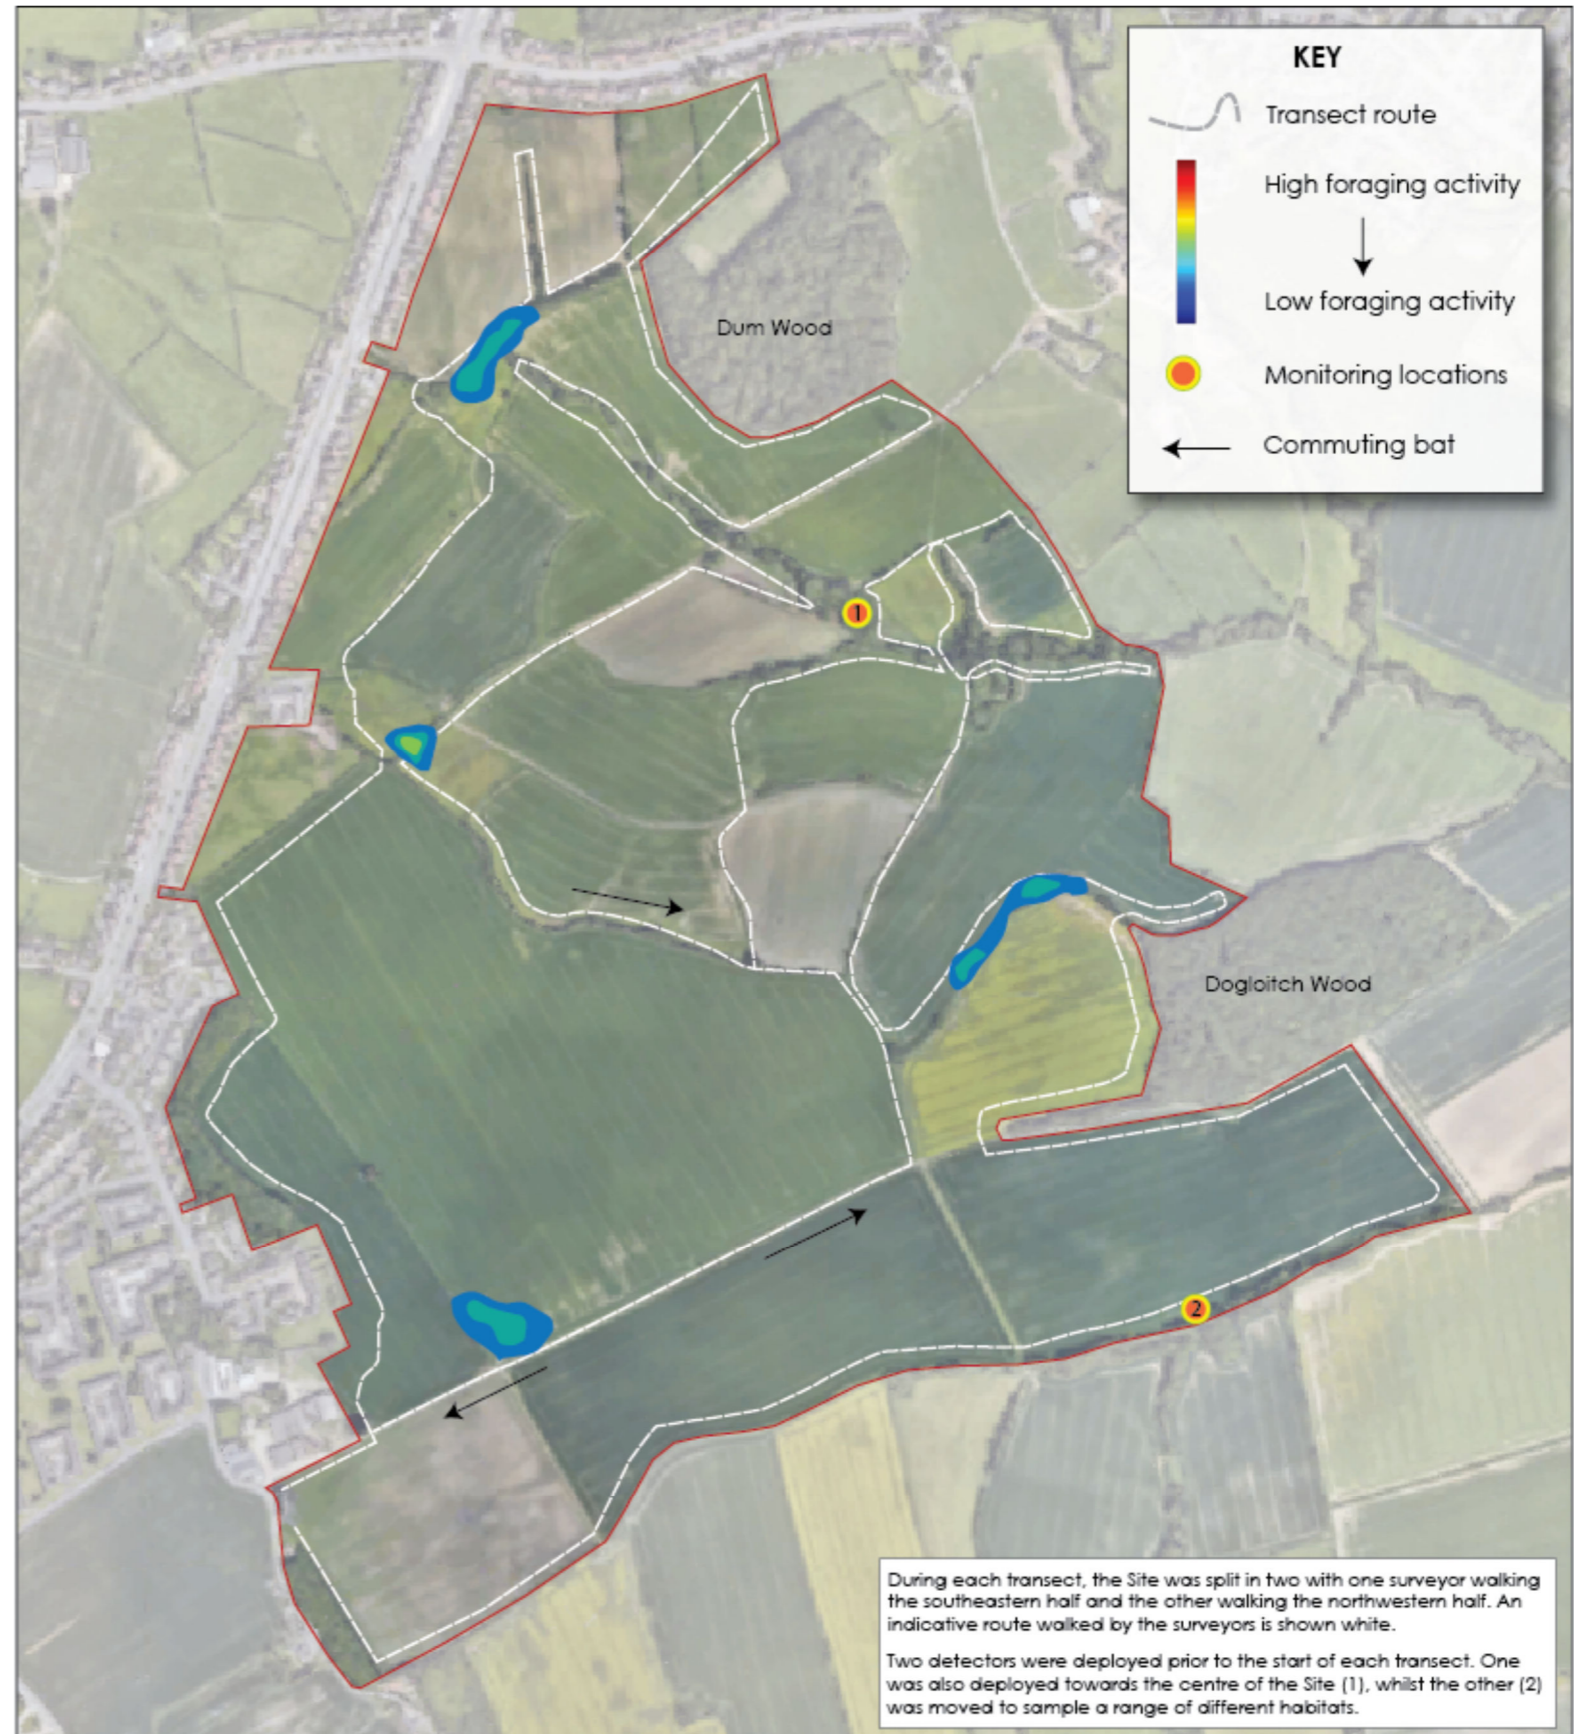 KEY
Transect route
High foraging activity
Low foraging activity
Monitoring locations
Commuting bat
Dum Wood
1
Dogloitch Wood
2
During each transect, the Site was split in two with one surveyor walking
the southeastern half and the other walking the northwestern half. An
indicative route walked by the surveyors is shown white.
Two detectors were deployed prior to the start of each transect. One
was also deployed towards the centre of the Site (1), whilst the other (2)
was moved to sample a range of different habitats.